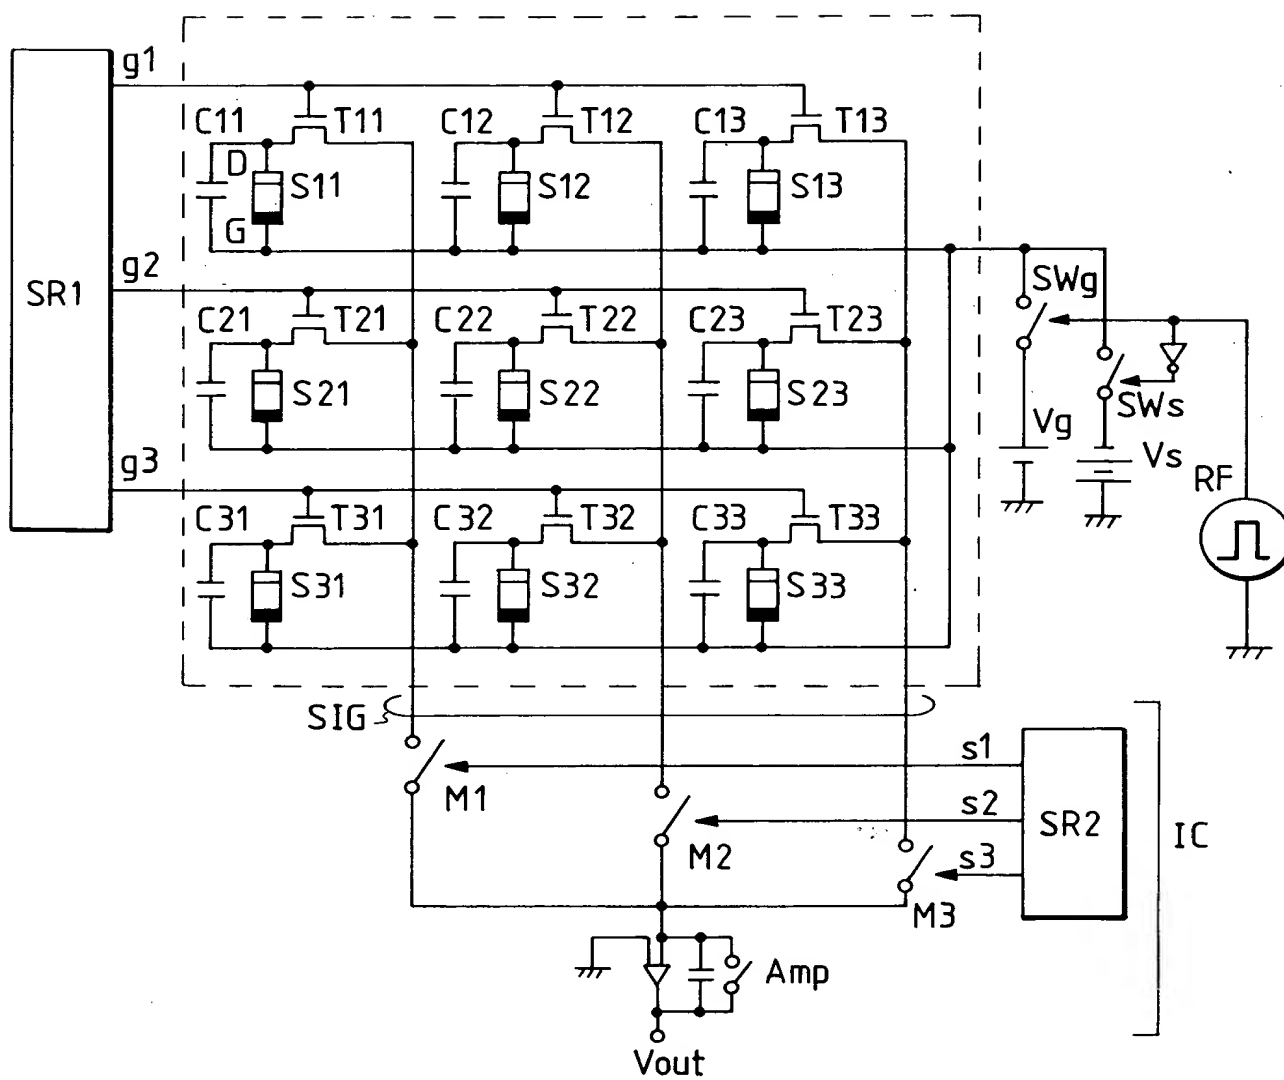 g1
C11 T11 C12 T12 C13 T13
D
S11 S12 S13
G
g2
SR1
SWg
C21 T21 C22 T22 C23 T23
S21 S22 S23
SWs
Vg
Vs
g3
RF
C31 T31 C32 T32 C33 T33
S31 S32 S33
SIG
s1
M1
s2
SR2
IC
M2
s3
M3
Amp
Vout